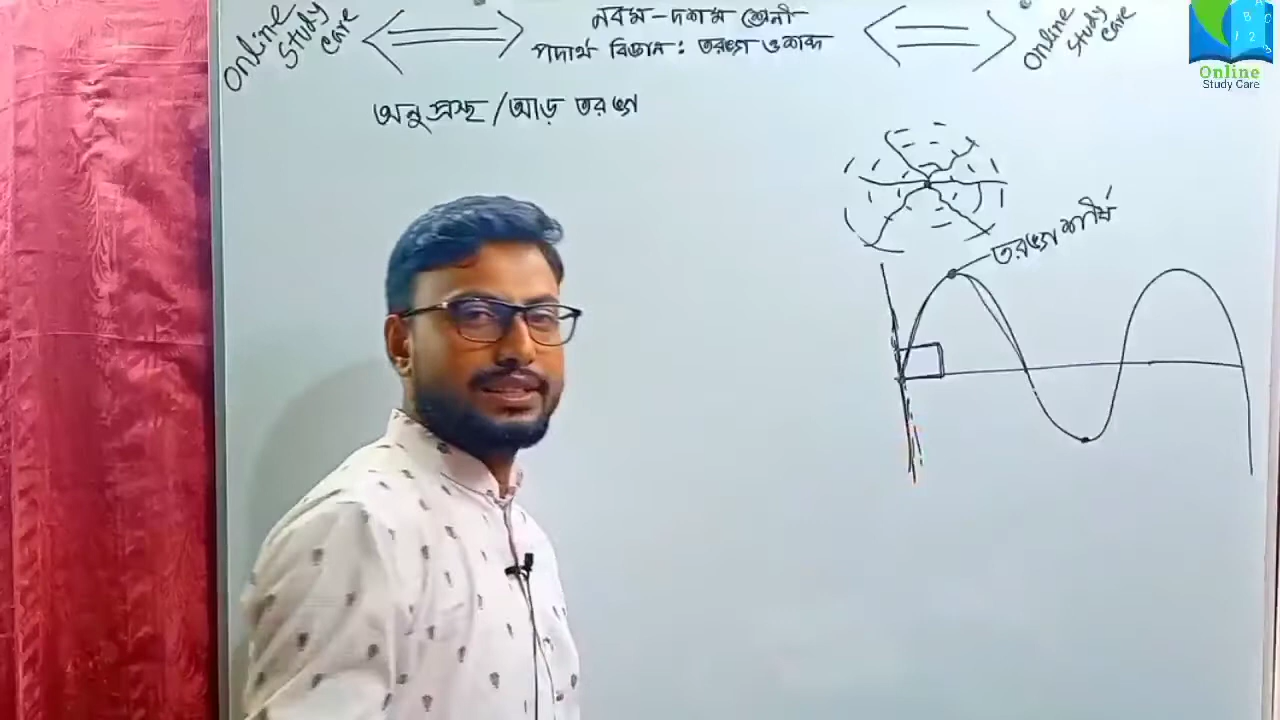 Online Study Care
নবম-দশম শ্রেনী
পদার্থ বিজ্ঞান : তরঙ্গ ও শব্দ
Online Study Care
Online
Study Care
অনুপ্রস্থ/আড় তরঙ্গ
তরঙ্গ শীর্ষ